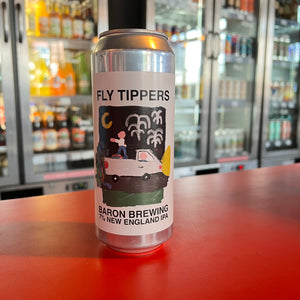 FLY TIPPERS
BARON BREWING
7% NEW ENGLAND IPA